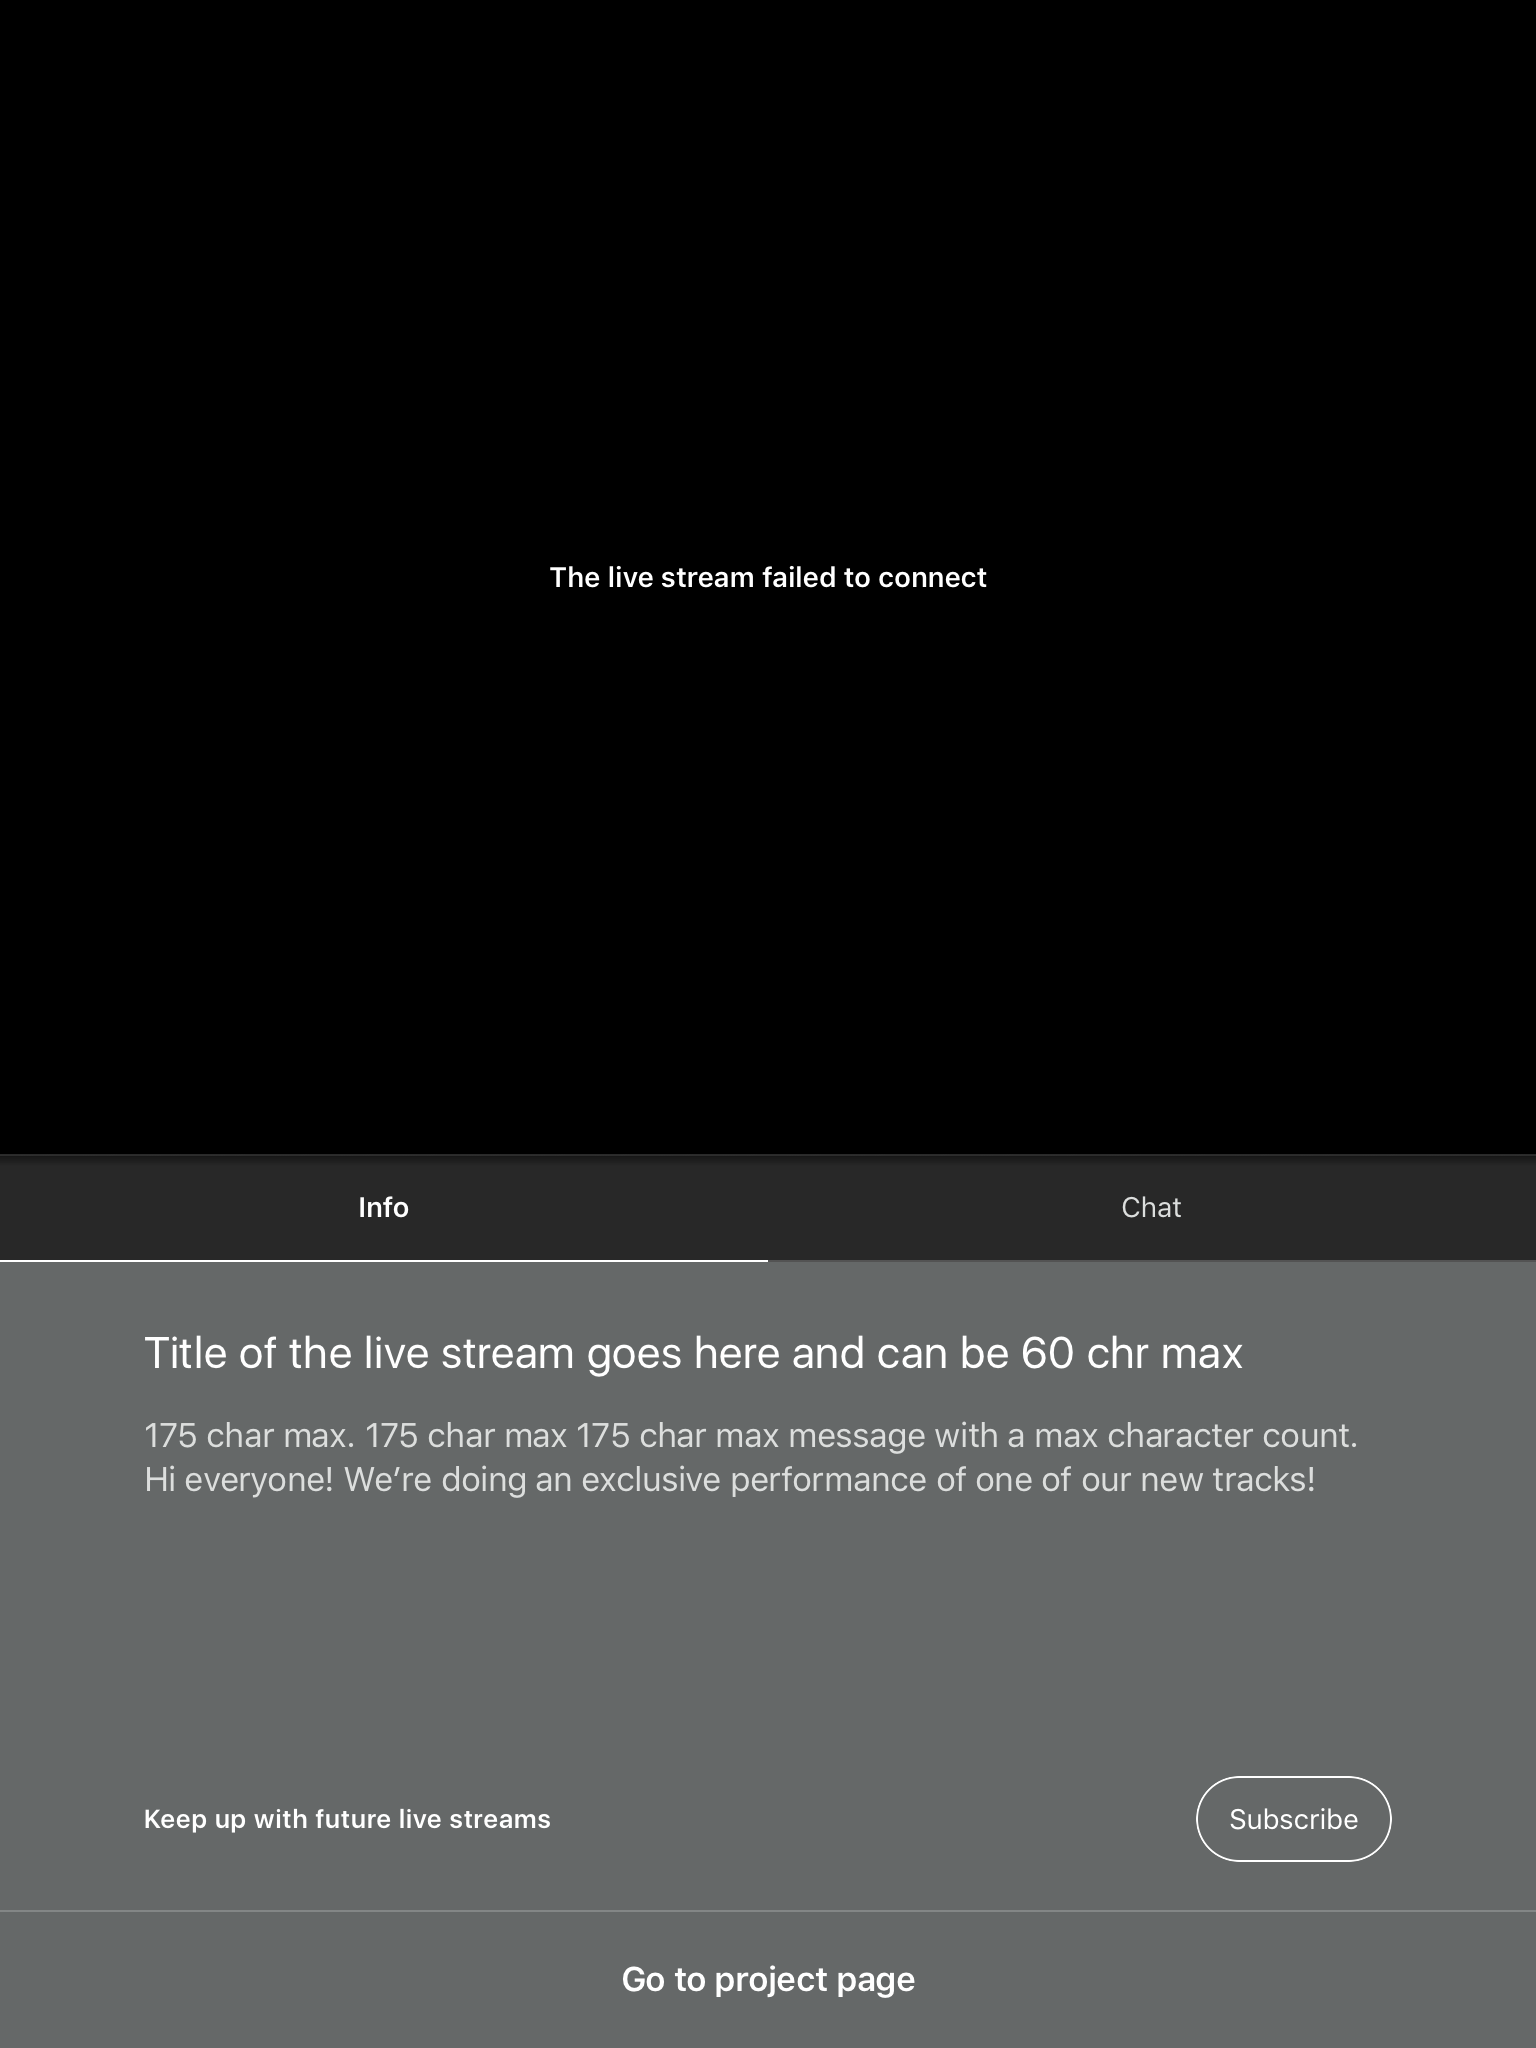 The live stream failed to connect
Info
Chat
Title of the live stream goes here and can be 60 chr max
175 char max. 175 char max 175 char max message with a max character count.
Hi everyone! We’re doing an exclusive performance of one of our new tracks!
Keep up with future live streams
Subscribe
Go to project page